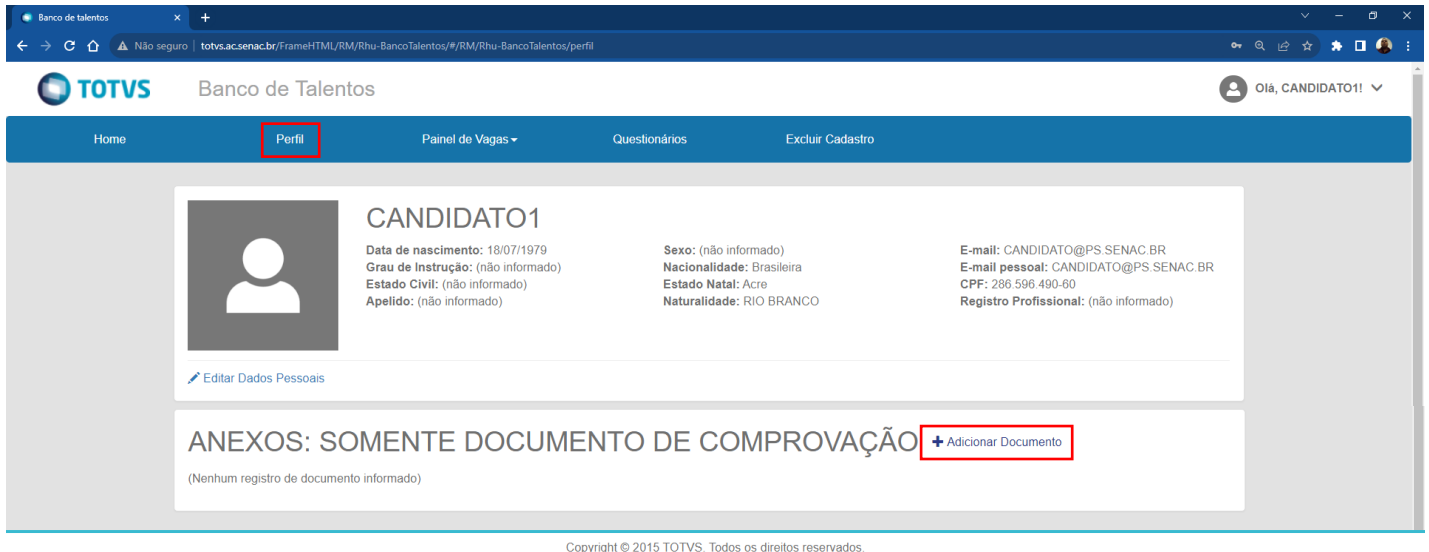 Banco de talentos
Não seguro | totvs.ac.senac.br/FrameHTML/RM/Rhu-BancoTalentos/#/RM/Rhu-BancoTalentos/perfil
TOTVS Banco de Talentos Olá, CANDIDATO1!
Home Perfil Painel de Vagas Questionários Excluir Cadastro
CANDIDATO1
Data de nascimento: 18/07/1979 Sexo: (não informado) E-mail: CANDIDATO@PS.SENAC.BR
Grau de Instrução: (não informado) Nacionalidade: Brasileira E-mail pessoal: CANDIDATO@PS.SENAC.BR
Estado Civil: (não informado) Estado Natal: Acre CPF: 286.596.490-60
Apelido: (não informado) Naturalidade: RIO BRANCO Registro Profissional: (não informado)
Editar Dados Pessoais
ANEXOS: SOMENTE DOCUMENTO DE COMPROVAÇÃO + Adicionar Documento
(Nenhum registro de documento informado)
Copyright © 2015 TOTVS. Todos os direitos reservados.